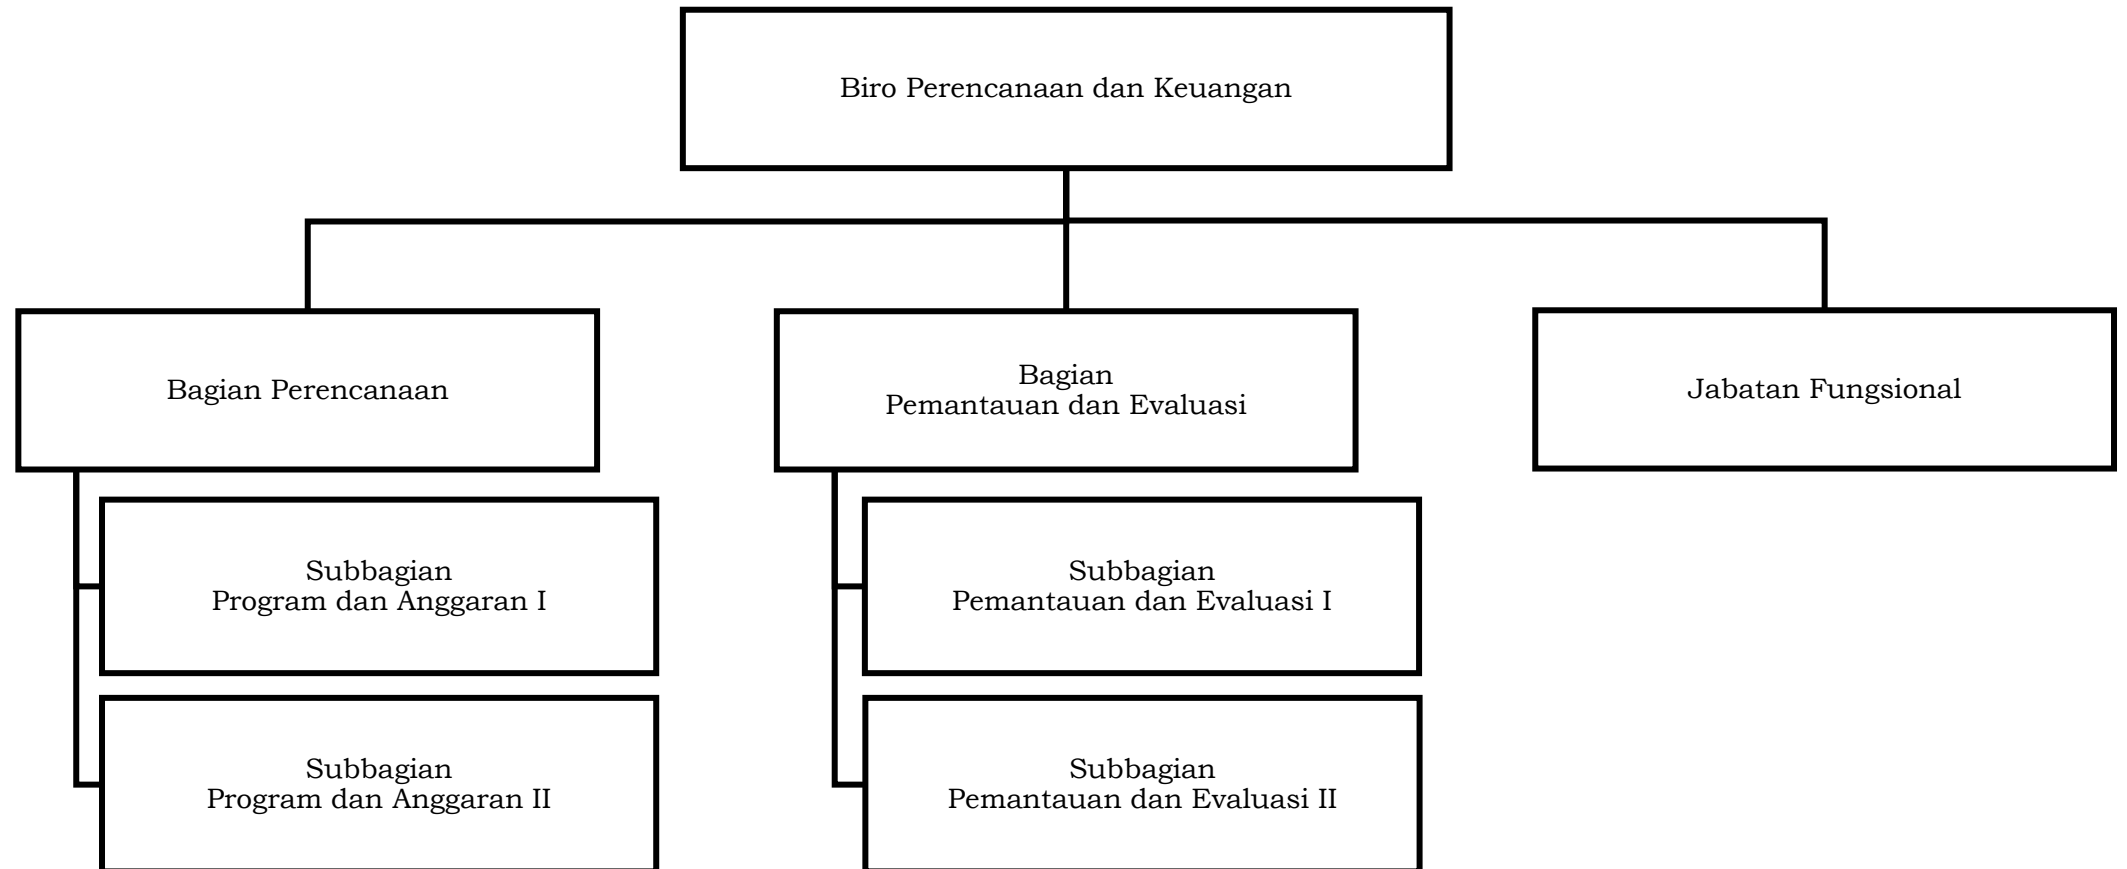 Biro Perencanaan dan Keuangan
Bagian Perencanaan
Bagian
Pemantauan dan Evaluasi
Jabatan Fungsional
Subbagian
Program dan Anggaran I
Subbagian
Pemantauan dan Evaluasi I
Subbagian
Program dan Anggaran II
Subbagian
Pemantauan dan Evaluasi II